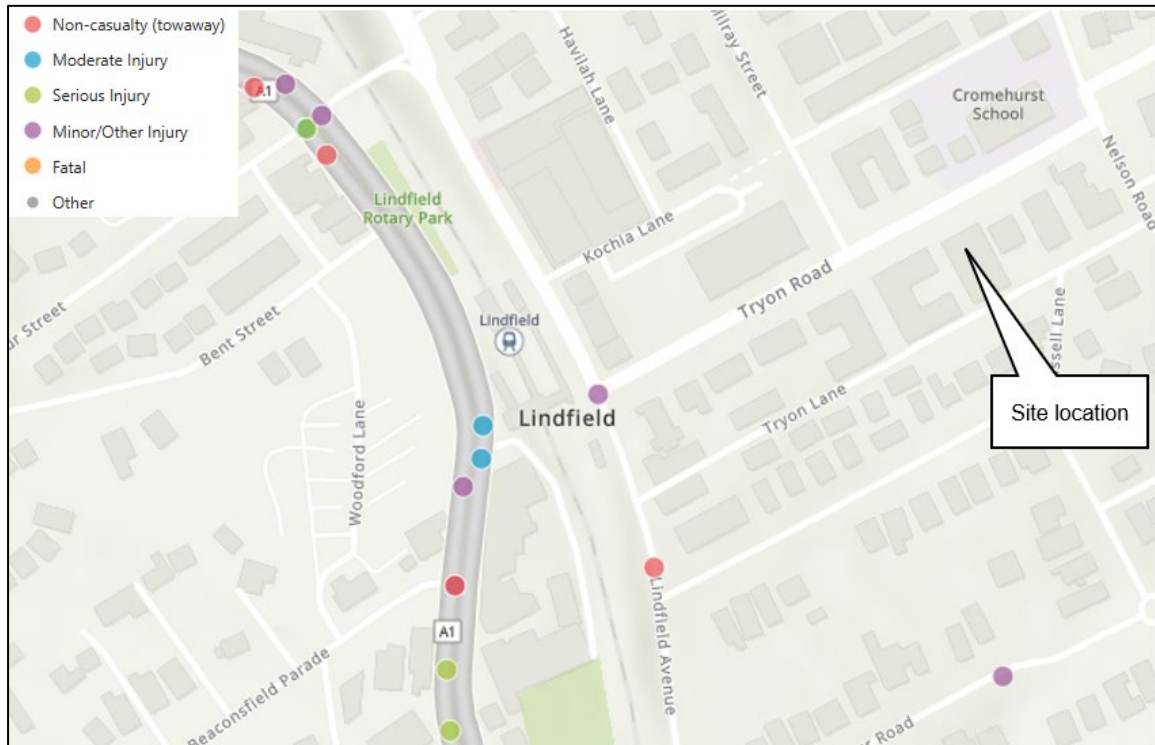 Non-casualty (towaway)
Moderate Injury
Serious Injury
Minor/Other Injury
Fatal
Other
A1
Havilah Lane
Milray Street
Cromehurst
School
Nelson Road
Lindfield
Rotary Park
Kochia Lane
Tryon Road
Street
Bent Street
Lindfield
Lindfield
Tryon Lane
Site location
Woodford Lane
Lindfield Avenue
A1
Beaconsfield Parade
Road